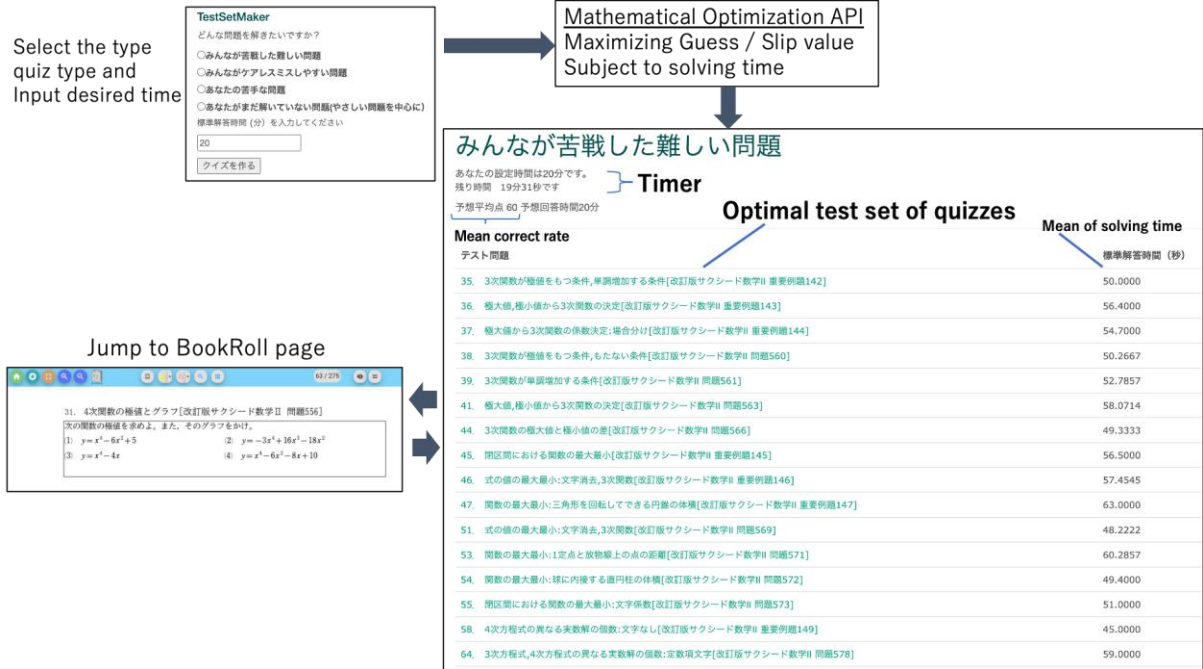 Select the type
quiz type and
Input desired time
TestSetMaker
どんな問題を解きたいですか？
○みんなが苦戦した難しい問題
○みんながケアレスミスしやすい問題
○あなたの苦手な問題
○あなたがまだ解いていない問題(やさしい問題を中心に)
標準解答時間（分）を入力してください
20
クイズを作る
Mathematical Optimization API
Maximizing Guess / Slip value
Subject to solving time
みんなが苦戦した難しい問題
あなたの設定時間は20分です。
残り時間　19分31秒です
Timer
予想平均点 60 予想回答時間20分
Mean correct rate
Optimal test set of quizzes
Mean of solving time
テスト問題
標準解答時間（秒）
35. 3次関数が極値をもつ条件,単調増加する条件[改訂版サクシード数学II 重要例題142] 50.0000
36. 極大値,極小値から3次関数の決定[改訂版サクシード数学II 重要例題143] 56.4000
37. 極大値から3次関数の係数決定:場合分け[改訂版サクシード数学II 重要例題144] 54.7000
38. 3次関数が極値をもつ条件,もたない条件[改訂版サクシード数学II 問題560] 50.2667
39. 3次関数が単調増加する条件[改訂版サクシード数学II 問題561] 52.7857
41. 極大値,極小値から3次関数の決定[改訂版サクシード数学II 問題563] 58.0714
44. 3次関数の極大値と極小値の差[改訂版サクシード数学II 問題566] 49.3333
45. 閉区間における関数の最大最小[改訂版サクシード数学II 重要例題145] 56.5000
46. 式の値の最大最小:文字消去,3次関数[改訂版サクシード数学II 重要例題146] 57.4545
47. 関数の最大最小:三角形を回転してできる円錐の体積[改訂版サクシード数学II 重要例題147] 63.0000
51. 式の値の最大最小:文字消去,3次関数[改訂版サクシード数学II 問題569] 48.2222
53. 関数の最大最小:1定点と放物線上の点の距離[改訂版サクシード数学II 問題571] 60.2857
54. 関数の最大最小:球に内接する直円柱の体積[改訂版サクシード数学II 問題572] 49.4000
55. 閉区間における関数の最大最小:文字係数[改訂版サクシード数学II 問題573] 51.0000
58. 4次方程式の異なる実数解の個数:文字なし[改訂版サクシード数学II 重要例題149] 45.0000
64. 3次方程式,4次方程式の異なる実数解の個数:定数項文字[改訂版サクシード数学II 問題578] 59.0000
Jump to BookRoll page
63 / 275
31. 4次関数の極値とグラフ[改訂版サクシード数学Ⅱ 問題556]
次の関数の極値を求めよ。また、そのグラフをかけ。
(1) y=x⁴−6x²+5 (2) y=−3x⁴+16x³−18x²
(3) y=x⁴−4x (4) y=x⁴−6x²−8x+10